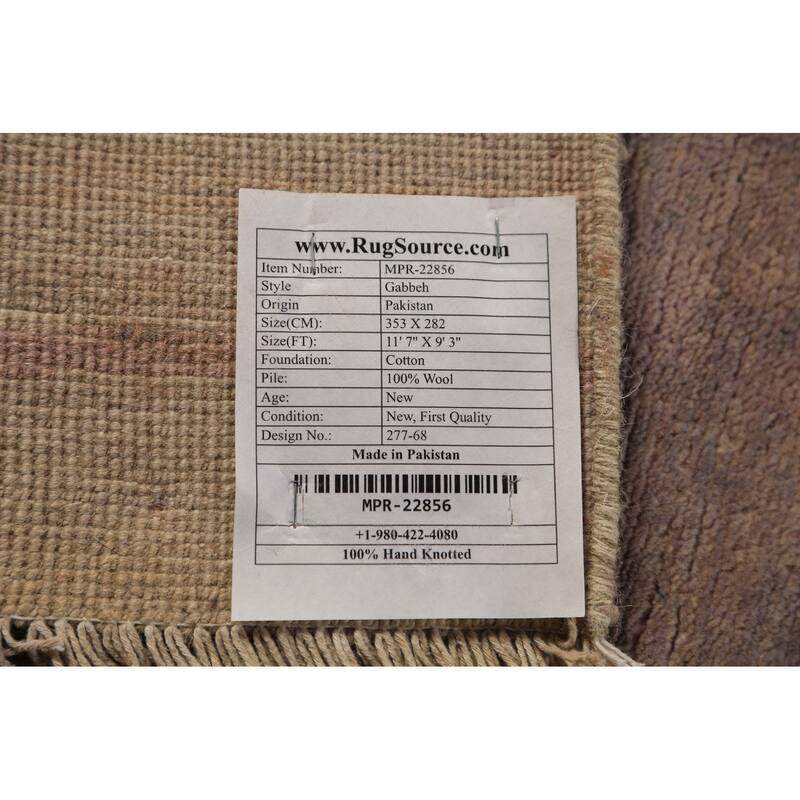 www.RugSource.com
Item Number: MPR-22856
Style Gabbeh
Origin Pakistan
Size(CM): 353 X 282
Size(FT): 11' 7" X 9' 3"
Foundation: Cotton
Pile: 100% Wool
Age: New
Condition: New, First Quality
Design No.: 277-68
Made in Pakistan
MPR-22856
+1-980-422-4080
100% Hand Knotted